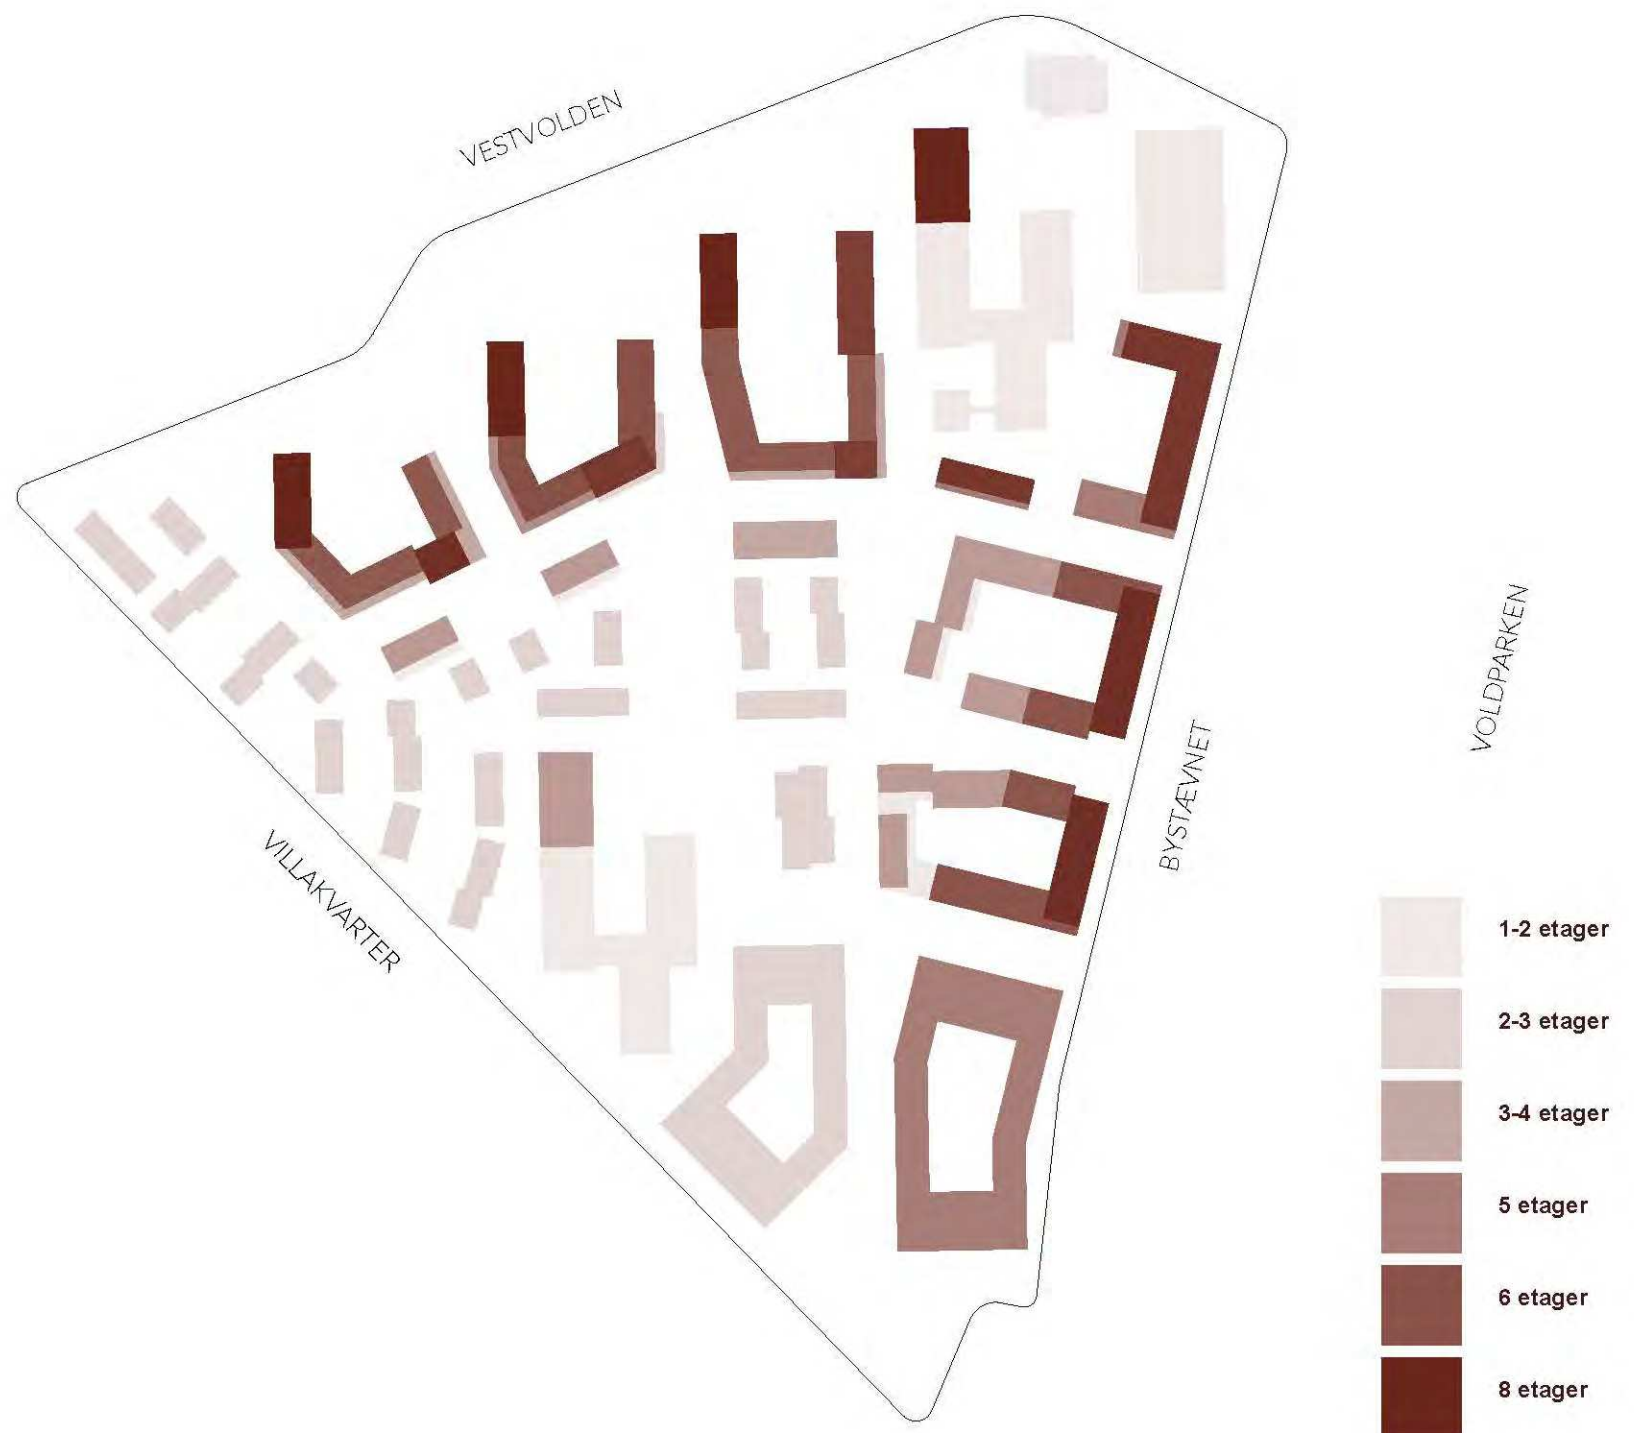 VESTVOLDEN
VOLDPARKEN
BYSTÆVNET
VILLAKVARTER
1-2 etager
2-3 etager
3-4 etager
5 etager
6 etager
8 etager